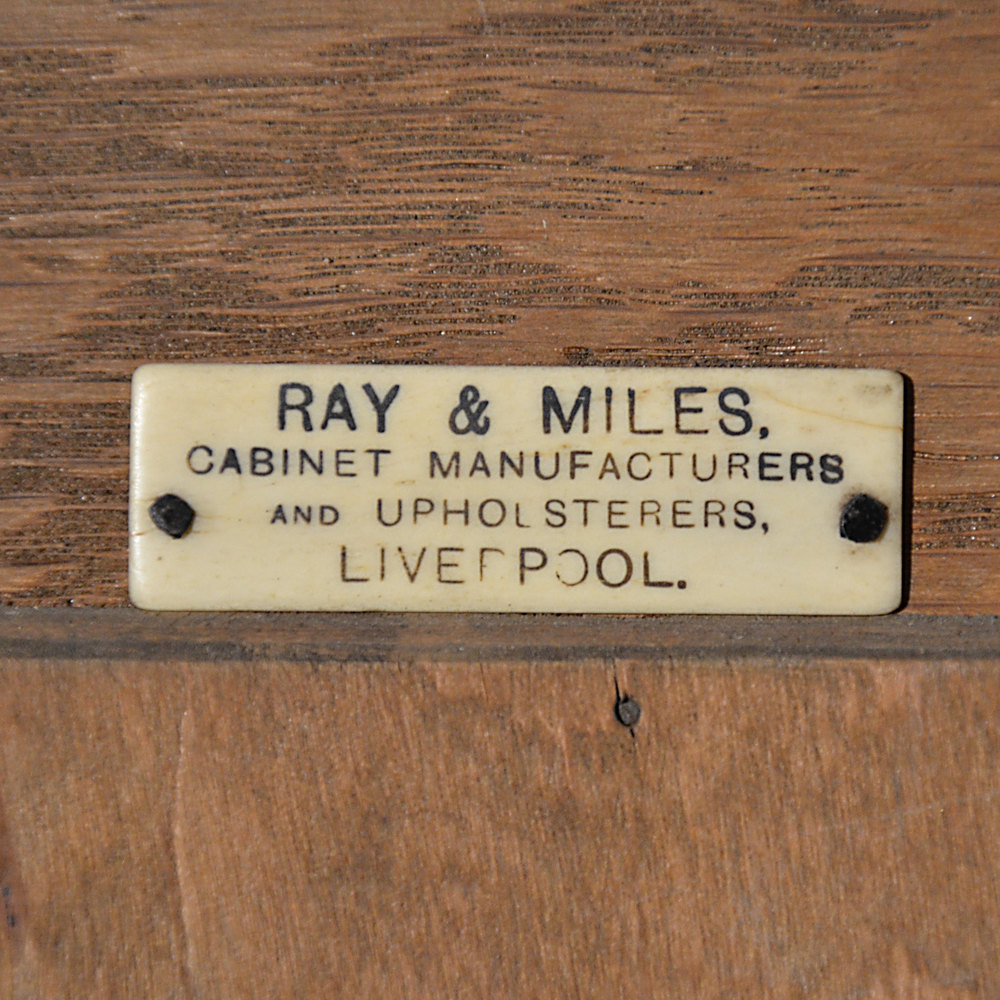 RAY & MILES,
CABINET MANUFACTURERS
AND UPHOLSTERERS,
LIVERPOOL.